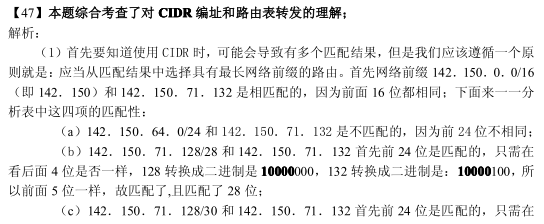 【47】本题综合考查了对 CIDR 编址和路由表转发的理解；
解析：
（1）首先要知道使用 CIDR 时，可能会导致有多个匹配结果，但是我们应该遵循一个原
则就是：应当从匹配结果中选择具有最长网络前缀的路由。首先网络前缀 142．150．0．0/16
（即 142．150）和 142．150．71．132 是相匹配的，因为前面 16 位都相同；下面来一一分
析表中这四项的匹配性：
（a）142．150．64．0/24 和 142．150．71．132 是不匹配的，因为前 24 位不相同；
（b）142．150．71．128/28 和 142．150．71．132 首先前 24 位是匹配的，只需在
看后面 4 位是否一样，128 转换成二进制是 10000000，132 转换成二进制是：10000100，所
以前面 5 位一样，故匹配了,且匹配了 28 位；
（c）142．150．71．128/30 和 142．150．71．132 首先前 24 位是匹配的，只需在